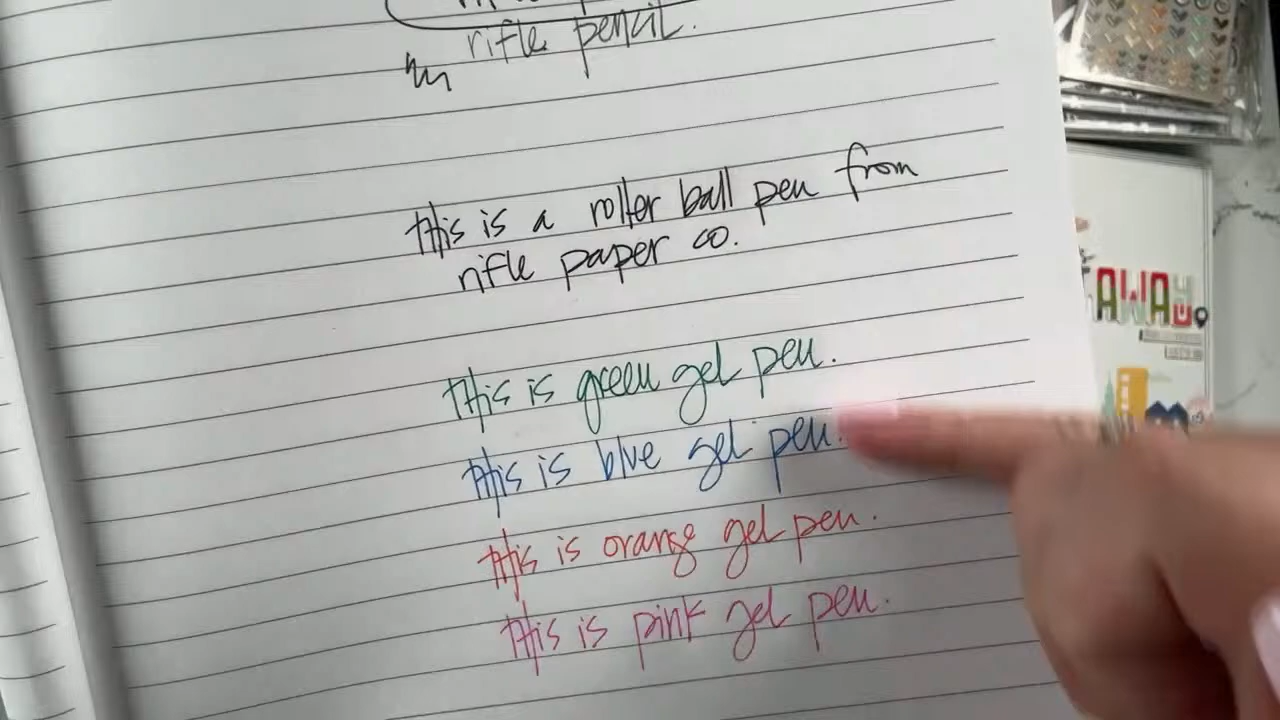 rifle pencil.
this is a roller ball pen from
rifle paper co.
this is green gel pen.
this is blue gel pen.
this is orange gel pen.
this is pink gel pen.
AWAY